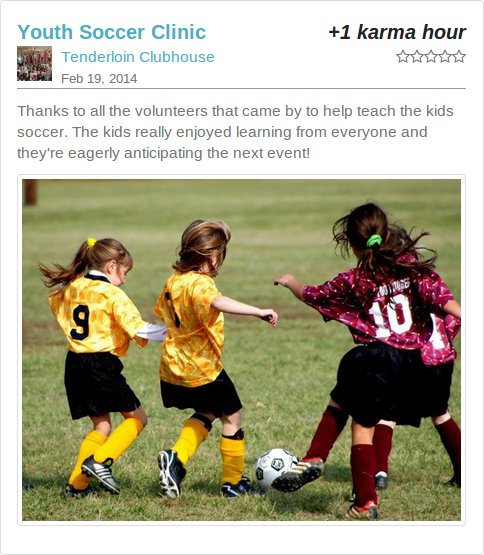 Youth Soccer Clinic
+1 karma hour
Tenderloin Clubhouse
Feb 19, 2014
Thanks to all the volunteers that came by to help teach the kids
soccer. The kids really enjoyed learning from everyone and
they're eagerly anticipating the next event!
9
10